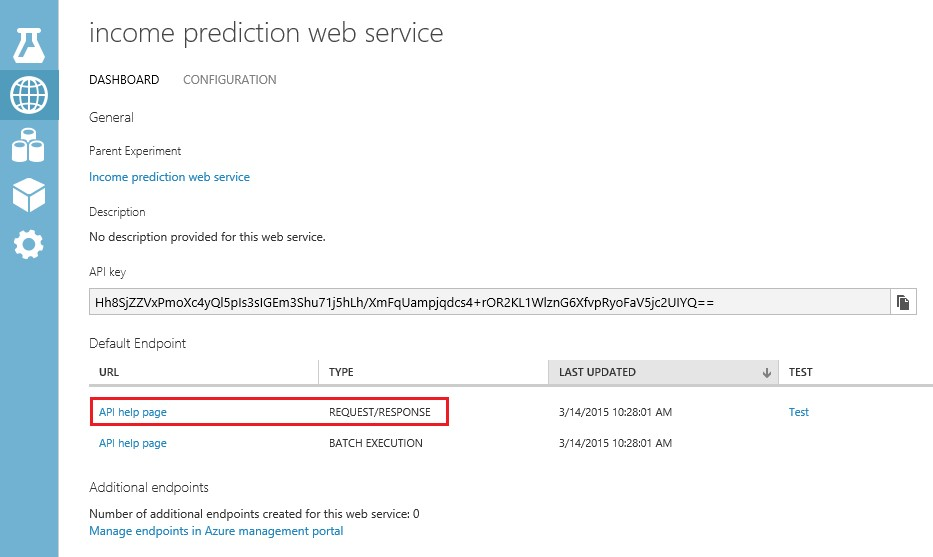 income prediction web service
DASHBOARD CONFIGURATION
General
Parent Experiment
Income prediction web service
Description
No description provided for this web service.
API key
Hh8SjZZVxPmoXc4yQl5pIs3sIGEm3Shu71j5hLh/XmFqUampjqdcs4+rOR2KL1WlznG6XfvpRyoFaV5jc2UIYQ==
Default Endpoint
URL TYPE LAST UPDATED TEST
API help page REQUEST/RESPONSE 3/14/2015 10:28:01 AM Test
API help page BATCH EXECUTION 3/14/2015 10:28:01 AM
Additional endpoints
Number of additional endpoints created for this web service: 0
Manage endpoints in Azure management portal